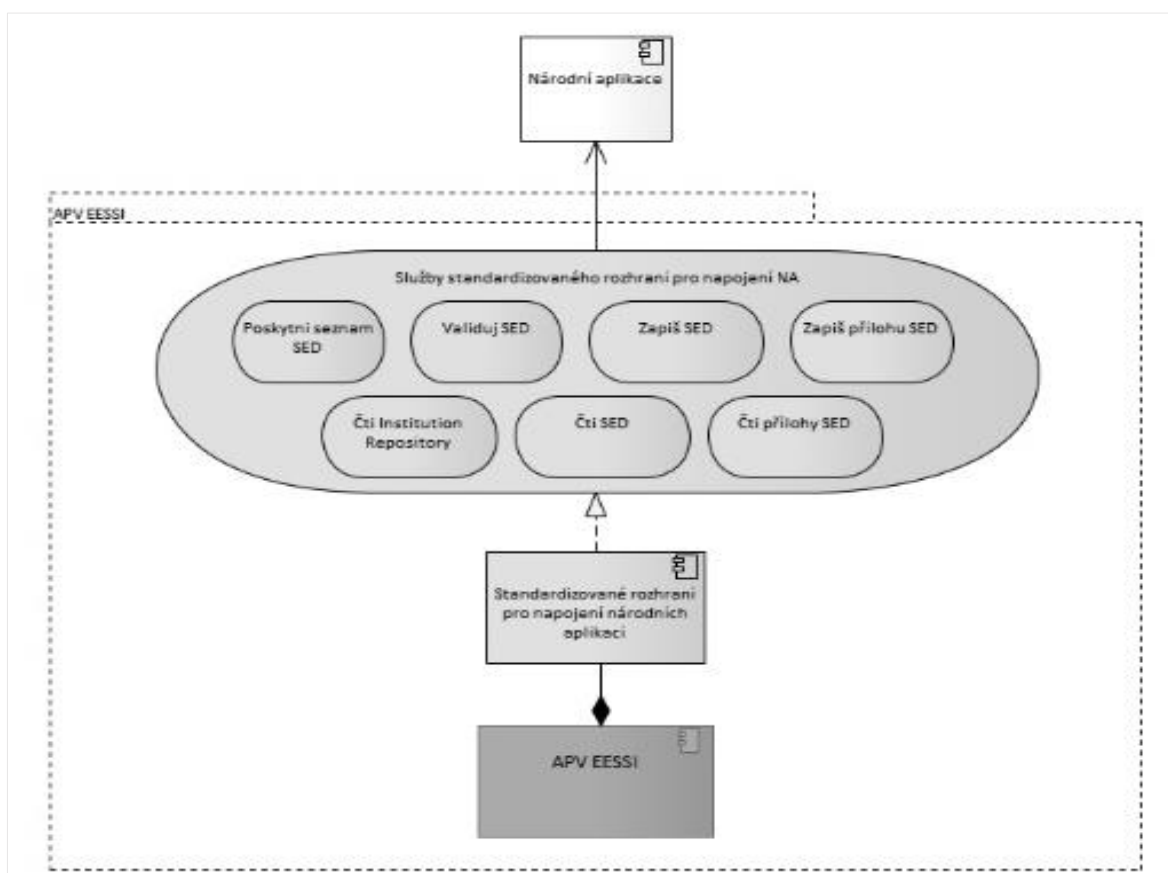 Národní aplikace
APV EESSI
Služby standardizovaného rozhraní pro napojení NA
Poskytni seznam
SED
Validuj SED
Zapiš SED
Zapiš přílohu SED
Čti Institution
Repository
Čti SED
Čti přílohy SED
Standardizované rozhraní
pro napojení národních
aplikací
APV EESSI